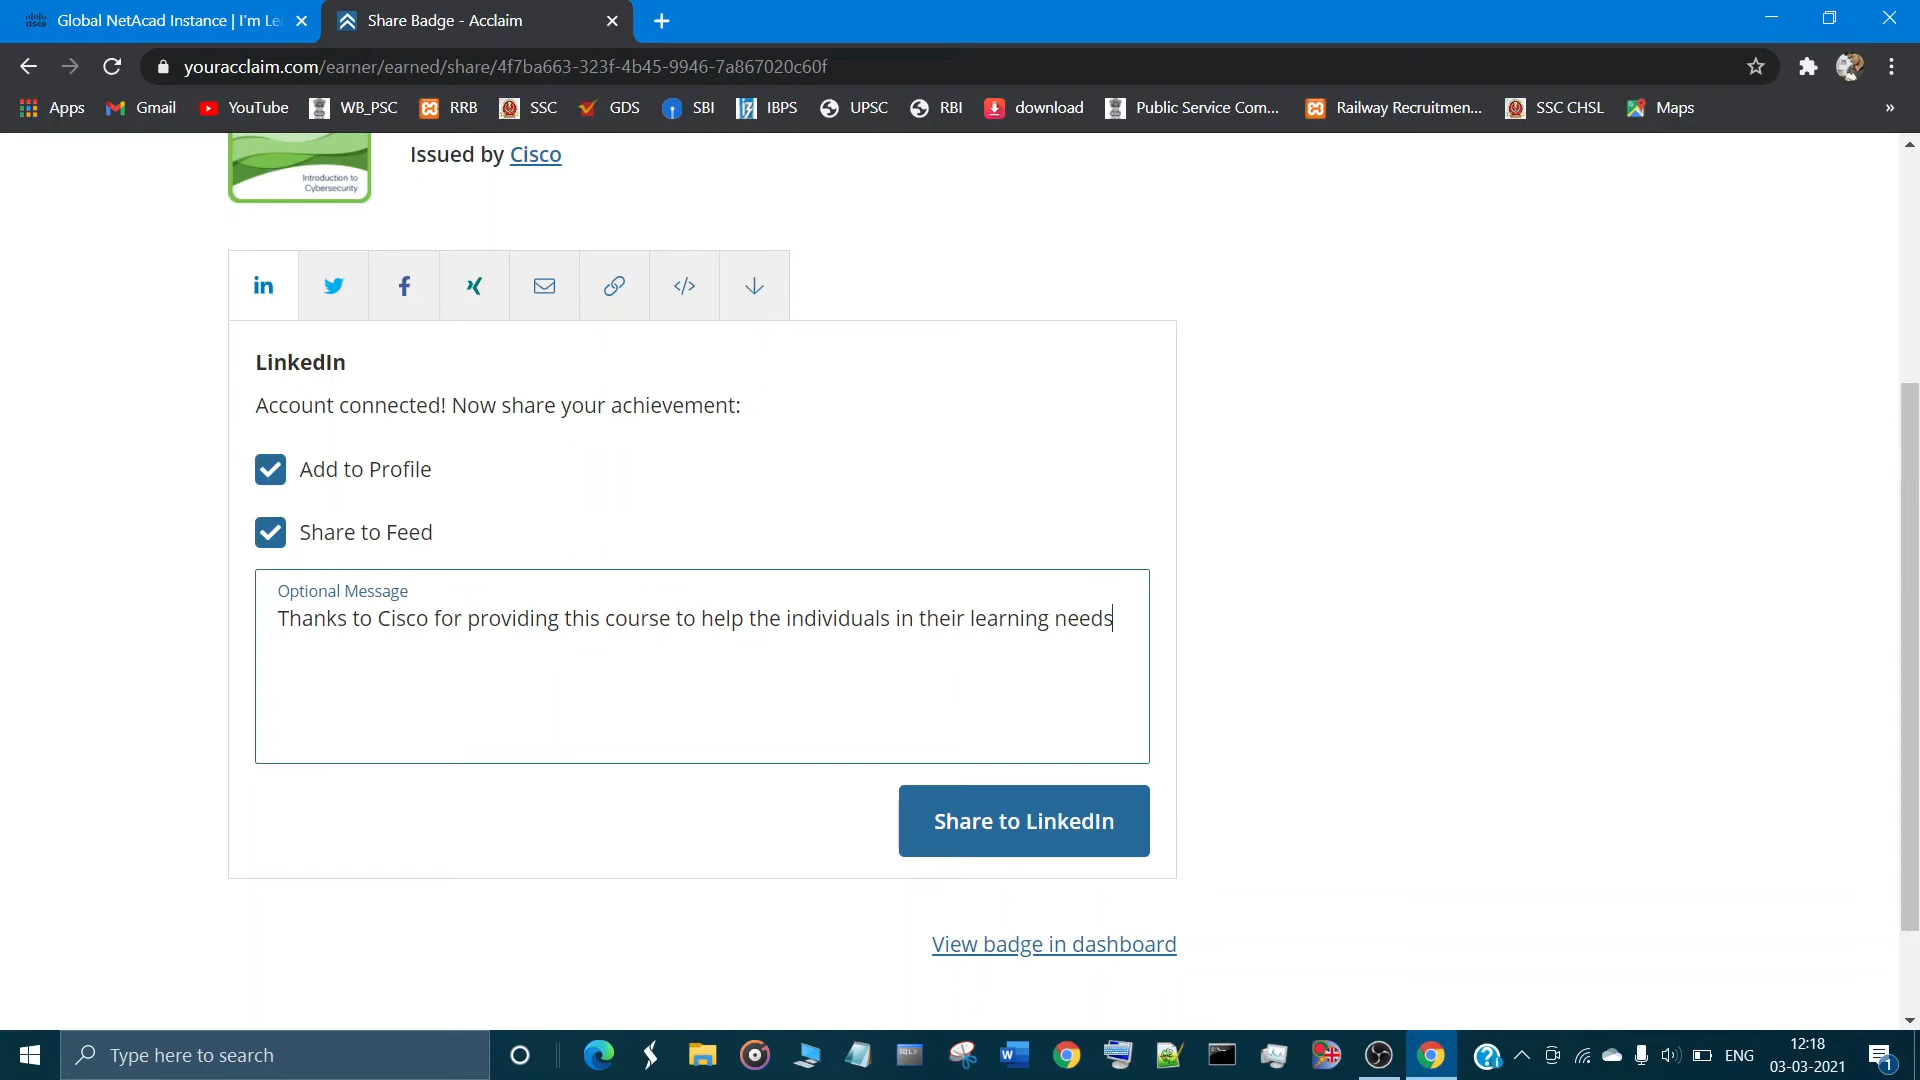 Global NetAcad Instance | I'm Le
Share Badge - Acclaim
youracclaim.com/earner/earned/share/4f7ba663-323f-4b45-9946-7a867020c60f
Apps Gmail YouTube WB_PSC RRB SSC GDS SBI IBPS UPSC RBI download Public Service Com... Railway Recruitmen... SSC CHSL Maps »
Introduction to
Cybersecurity
Issued by Cisco
LinkedIn
Account connected! Now share your achievement:
Add to Profile
Share to Feed
Optional Message
Thanks to Cisco for providing this course to help the individuals in their learning needs
Share to LinkedIn
View badge in dashboard
Type here to search
ENG
12:18
03-03-2021
1